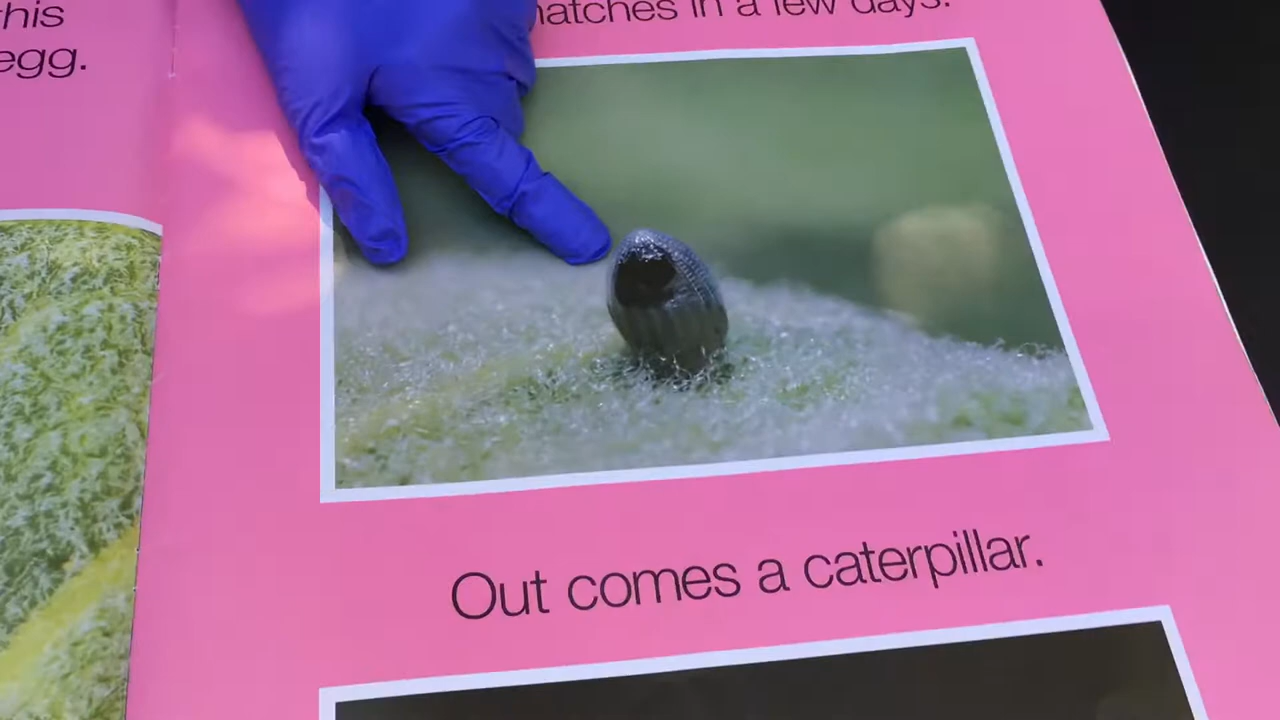 this
egg.
hatches in a few days.
Out comes a caterpillar.